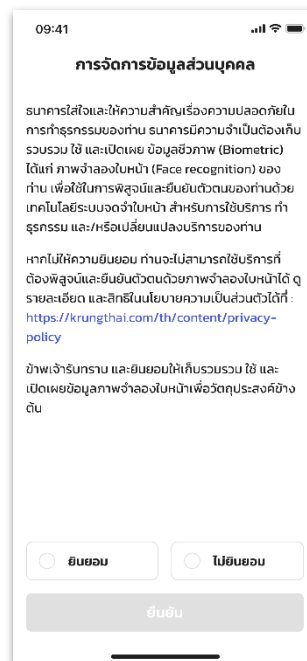 09:41
การจัดการข้อมูลส่วนบุคคล
ธนาคารใส่ใจและให้ความสำคัญเรื่องความปลอดภัยใน
การทำธุรกรรมของท่าน ธนาคารมีความจำเป็นต้องเก็บ
รวบรวม ใช้ และเปิดเผย ข้อมูลชีวภาพ (Biometric)
ได้แก่ ภาพจำลองใบหน้า (Face recognition) ของ
ท่าน เพื่อใช้ในการพิสูจน์และยืนยันตัวตนของท่านด้วย
เทคโนโลยีระบบจดจำใบหน้า สำหรับการใช้บริการ ทำ
ธุรกรรม และ/หรือเปลี่ยนแปลงบริการของท่าน
หากไม่ให้ความยินยอม ท่านจะไม่สามารถใช้บริการที่
ต้องพิสูจน์และยืนยันตัวตนด้วยภาพจำลองใบหน้าได้ ดู
รายละเอียด และสิทธิในนโยบายความเป็นส่วนตัวได้ที่ :
https://krungthai.com/th/content/privacy-
policy
ข้าพเจ้ารับทราบ และยินยอมให้เก็บรวบรวม ใช้ และ
เปิดเผยข้อมูลภาพจำลองใบหน้าเพื่อวัตถุประสงค์ข้าง
ต้น
ยินยอม
ไม่ยินยอม
ยืนยัน